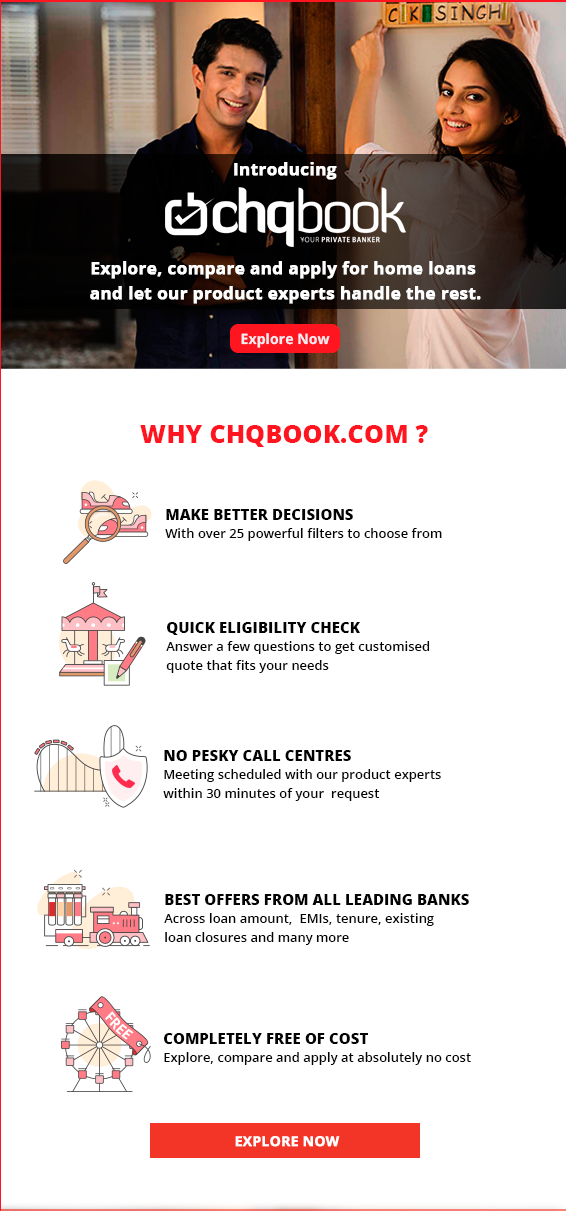 C K SINGH
Introducing
chqbook
YOUR PRIVATE BANKER
Explore, compare and apply for home loans
and let our product experts handle the rest.
Explore Now
WHY CHQBOOK.COM ?
MAKE BETTER DECISIONS
With over 25 powerful filters to choose from
QUICK ELIGIBILITY CHECK
Answer a few questions to get customised
quote that fits your needs
NO PESKY CALL CENTRES
Meeting scheduled with our product experts
within 30 minutes of your  request
BEST OFFERS FROM ALL LEADING BANKS
Across loan amount,  EMIs, tenure, existing
loan closures and many more
FREE
COMPLETELY FREE OF COST
Explore, compare and apply at absolutely no cost
EXPLORE NOW